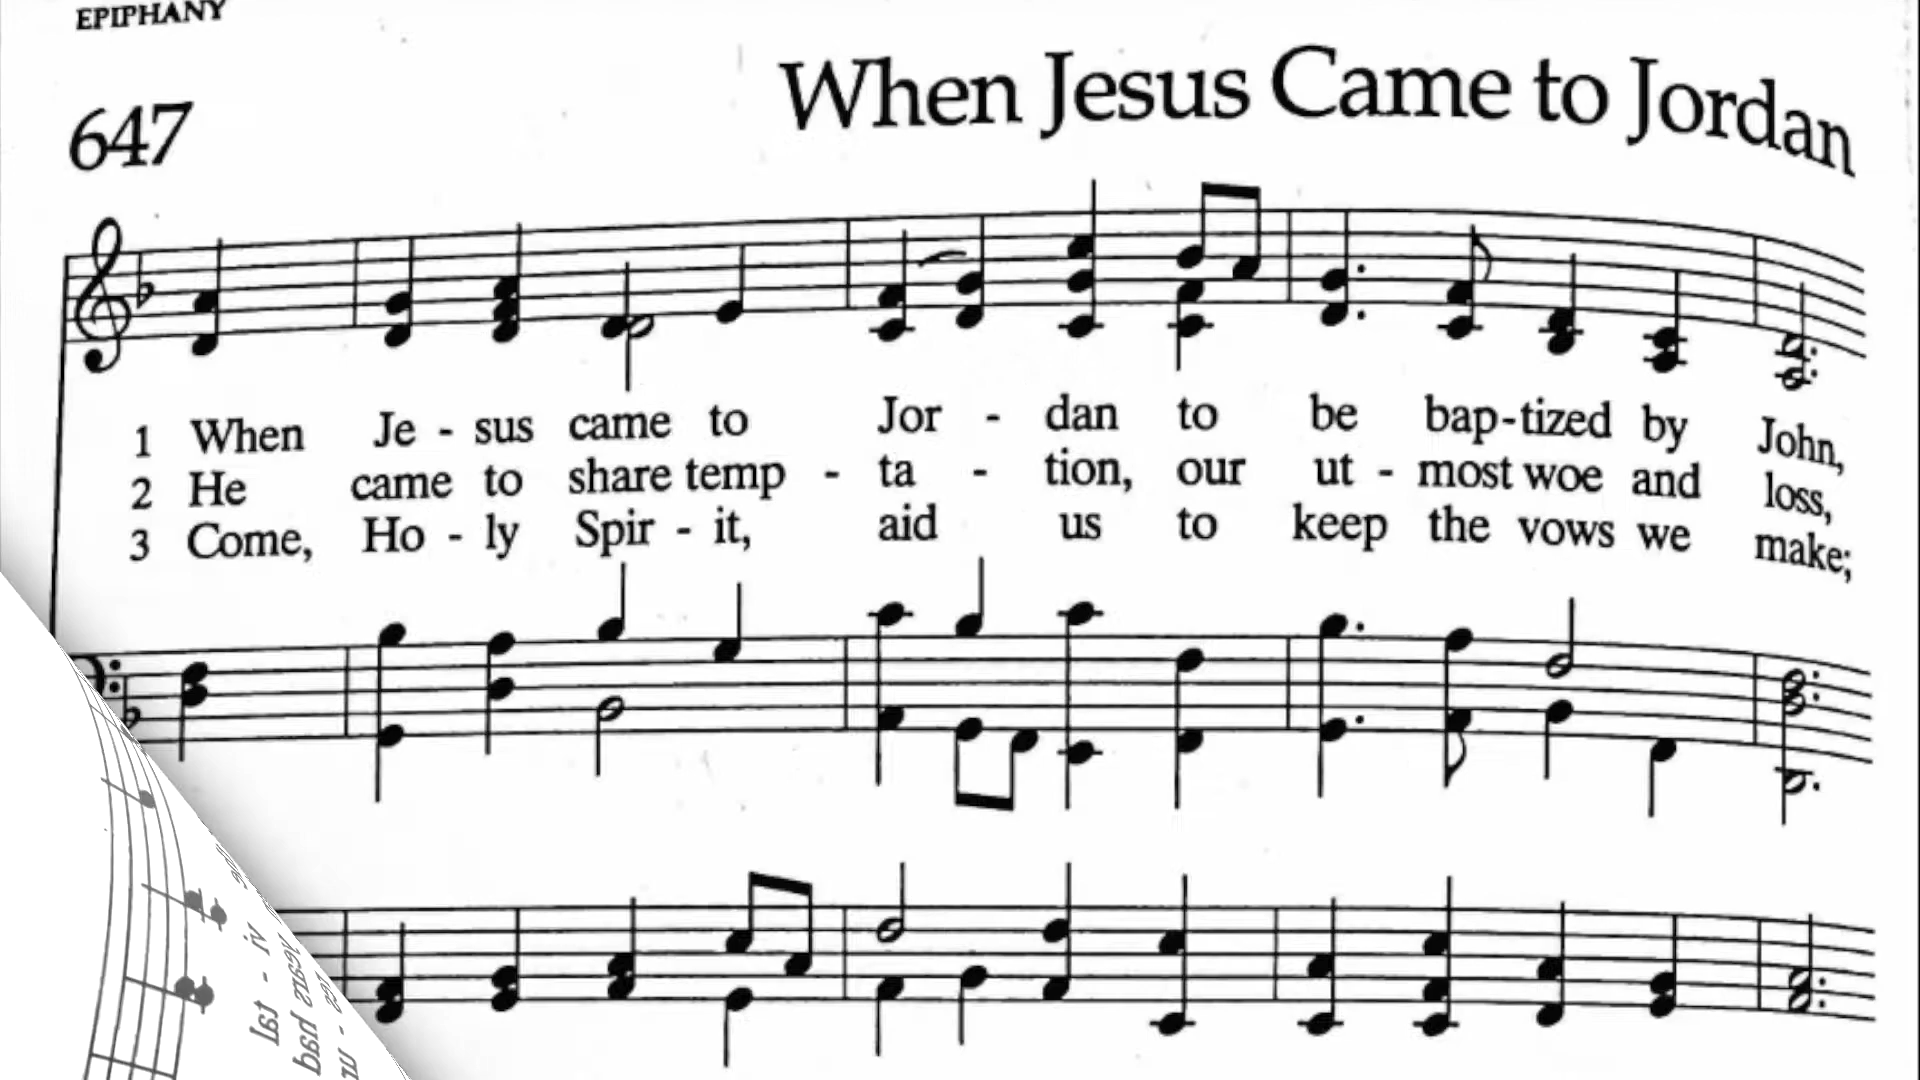 EPIPHANY
647
When Jesus Came to Jordan
1 When Je - sus came to Jor - dan to be bap-tized by John,
2 He came to share temp - ta - tion, our ut - most woe and loss,
3 Come, Ho - ly Spir - it, aid us to keep the vows we make;